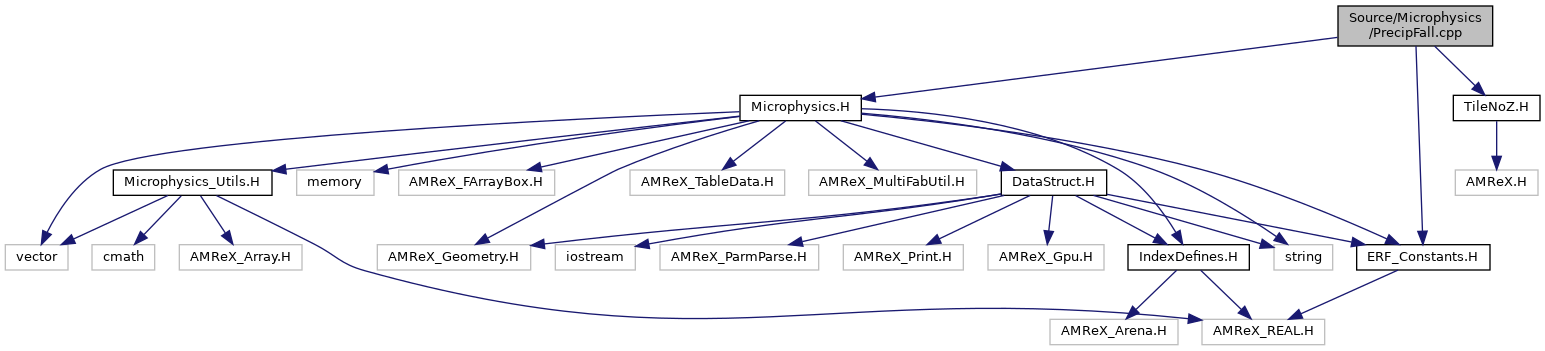 Source/Microphysics
/PrecipFall.cpp
Microphysics.H
TileNoZ.H
Microphysics_Utils.H
memory
AMReX_FArrayBox.H
AMReX_TableData.H
AMReX_MultiFabUtil.H
DataStruct.H
AMReX.H
vector
cmath
AMReX_Array.H
AMReX_Geometry.H
iostream
AMReX_ParmParse.H
AMReX_Print.H
AMReX_Gpu.H
IndexDefines.H
string
ERF_Constants.H
AMReX_Arena.H
AMReX_REAL.H